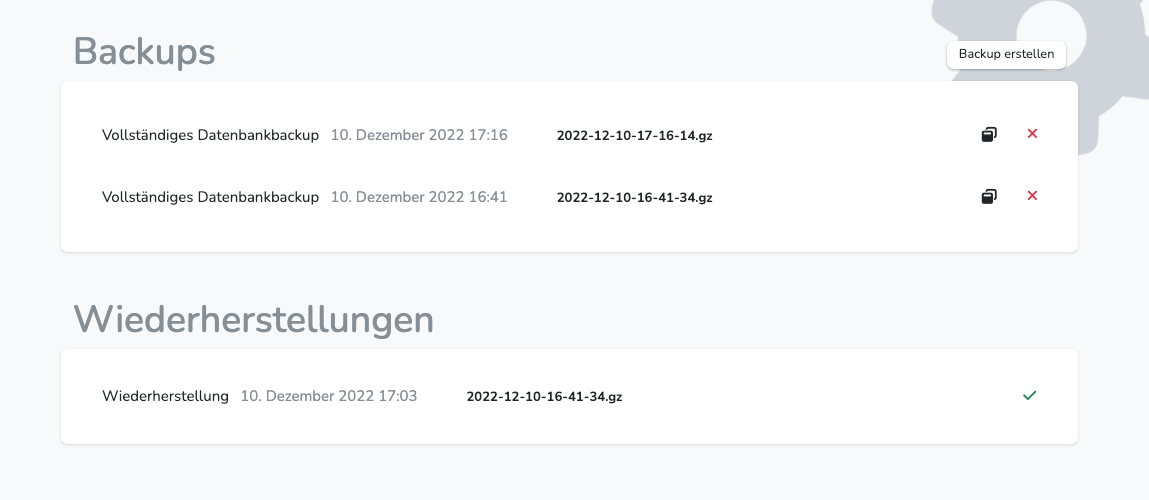 Backups
Backup erstellen
Vollständiges Datenbankbackup 10. Dezember 2022 17:16 2022-12-10-17-16-14.gz
Vollständiges Datenbankbackup 10. Dezember 2022 16:41 2022-12-10-16-41-34.gz
Wiederherstellungen
Wiederherstellung 10. Dezember 2022 17:03 2022-12-10-16-41-34.gz